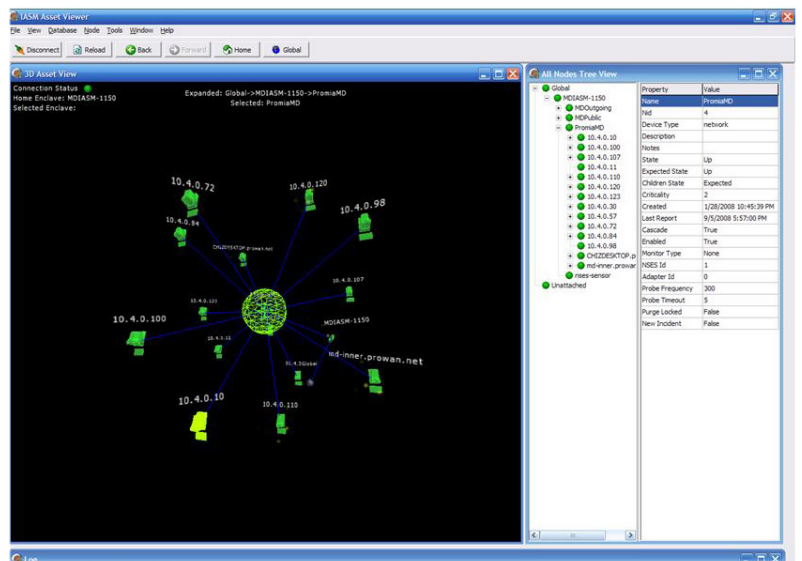 IASM Asset Viewer
File View Database Node Tools Window Help
Disconnect Reload Back Forward Home Global
3D Asset View
Connection Status
Home Enclave: MDIASM-1150
Selected Enclave:
Expanded: Global->MDIASM-1150->PromiaMD
Selected: PromiaMD
10.4.0.72
10.4.0.120
10.4.0.98
10.4.0.84
CHIZDESKTOP.prowan.net
10.4.0.107
10.4.0.100
MDIASM-1150
md-inner.prowan.net
10.4.0.10
10.4.0.110
All Nodes Tree View
Global
MDIASM-1150
MDOutgoing
MDPublic
PromiaMD
10.4.0.10
10.4.0.100
10.4.0.107
10.4.0.11
10.4.0.110
10.4.0.120
10.4.0.123
10.4.0.30
10.4.0.57
10.4.0.72
10.4.0.84
10.4.0.98
CHIZDESKTOP.p
md-inner.prowar
nses-sensor
Unattached
Property Value
Name PromiaMD
Nid 4
Device Type network
Description
Notes
State Up
Expected State Up
Children State Expected
Criticality 2
Created 1/28/2008 10:45:39 PM
Last Report 9/5/2008 5:57:00 PM
Cascade True
Enabled True
Monitor Type None
NSES Id 1
Adapter Id 0
Probe Frequency 300
Probe Timeout 5
Purge Locked False
New Incident False
Log